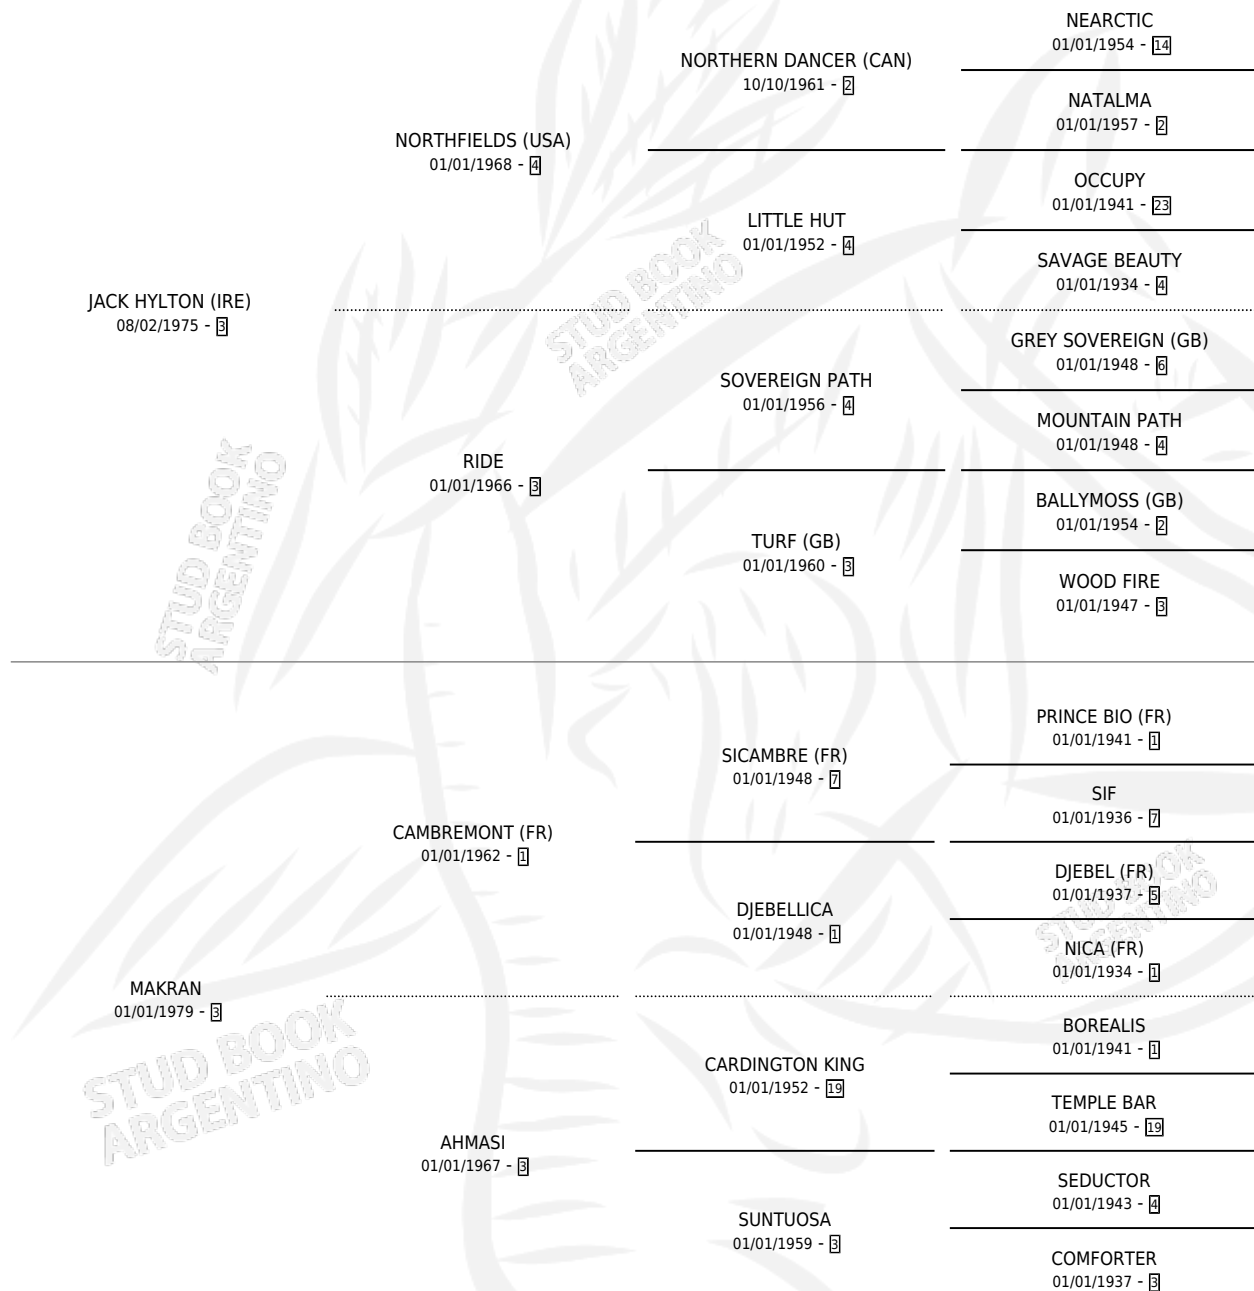 NEARCTIC
01/01/1954 - 14
NORTHERN DANCER (CAN)
10/10/1961 - 2
NATALMA
01/01/1957 - 2
NORTHFIELDS (USA)
01/01/1968 - 4
OCCUPY
01/01/1941 - 23
LITTLE HUT
01/01/1952 - 4
SAVAGE BEAUTY
01/01/1934 - 4
JACK HYLTON (IRE)
08/02/1975 - 3
GREY SOVEREIGN (GB)
01/01/1948 - 6
SOVEREIGN PATH
01/01/1956 - 4
MOUNTAIN PATH
01/01/1948 - 4
RIDE
01/01/1966 - 3
BALLYMOSS (GB)
01/01/1954 - 2
TURF (GB)
01/01/1960 - 3
WOOD FIRE
01/01/1947 - 3
STUD BOOK
ARGENTINO
STUD BOOK
ARGENTINO
PRINCE BIO (FR)
01/01/1941 - 1
SICAMBRE (FR)
01/01/1948 - 7
SIF
01/01/1936 - 7
CAMBREMONT (FR)
01/01/1962 - 1
DJEBEL (FR)
01/01/1937 - 5
DJEBELLICA
01/01/1948 - 1
NICA (FR)
01/01/1934 - 1
STUD BOOK
ARGENTINO
MAKRAN
01/01/1979 - 3
BOREALIS
01/01/1941 - 1
CARDINGTON KING
01/01/1952 - 19
TEMPLE BAR
01/01/1945 - 19
STUD BOOK
ARGENTINO
AHMASI
01/01/1967 - 3
SEDUCTOR
01/01/1943 - 4
SUNTUOSA
01/01/1959 - 3
COMFORTER
01/01/1937 - 3